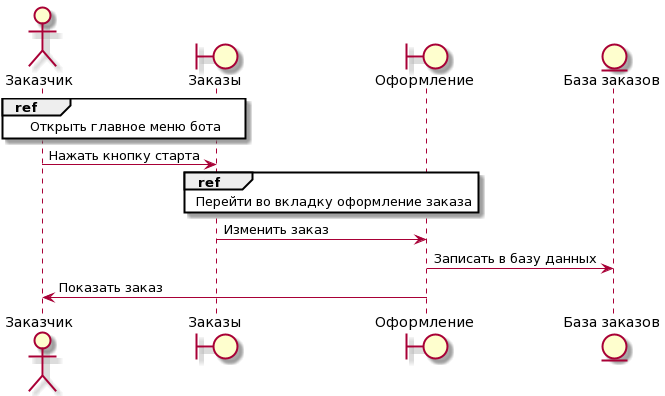 Заказчик
Заказы
Оформление
База заказов
ref
Открыть главное меню бота
Нажать кнопку старта
ref
Перейти во вкладку оформление заказа
Изменить заказ
Записать в базу данных
Показать заказ
Заказчик
Заказы
Оформление
База заказов